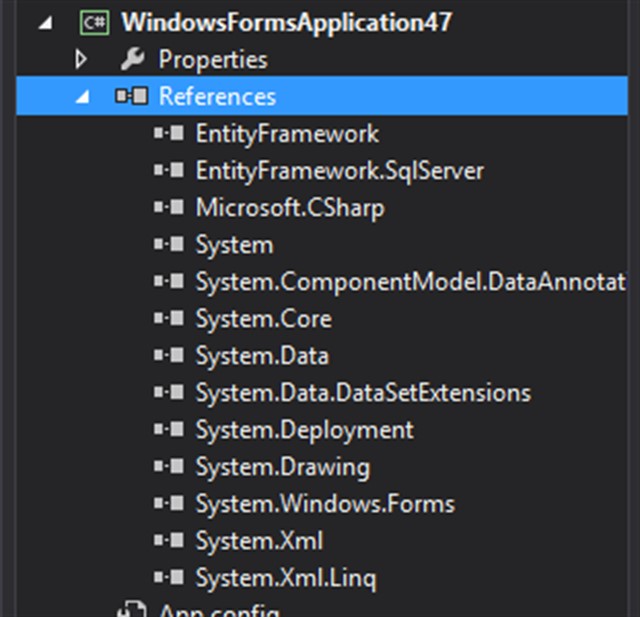 C# WindowsFormsApplication47
Properties
References
EntityFramework
EntityFramework.SqlServer
Microsoft.CSharp
System
System.ComponentModel.DataAnnotat
System.Core
System.Data
System.Data.DataSetExtensions
System.Deployment
System.Drawing
System.Windows.Forms
System.Xml
System.Xml.Linq
App.config